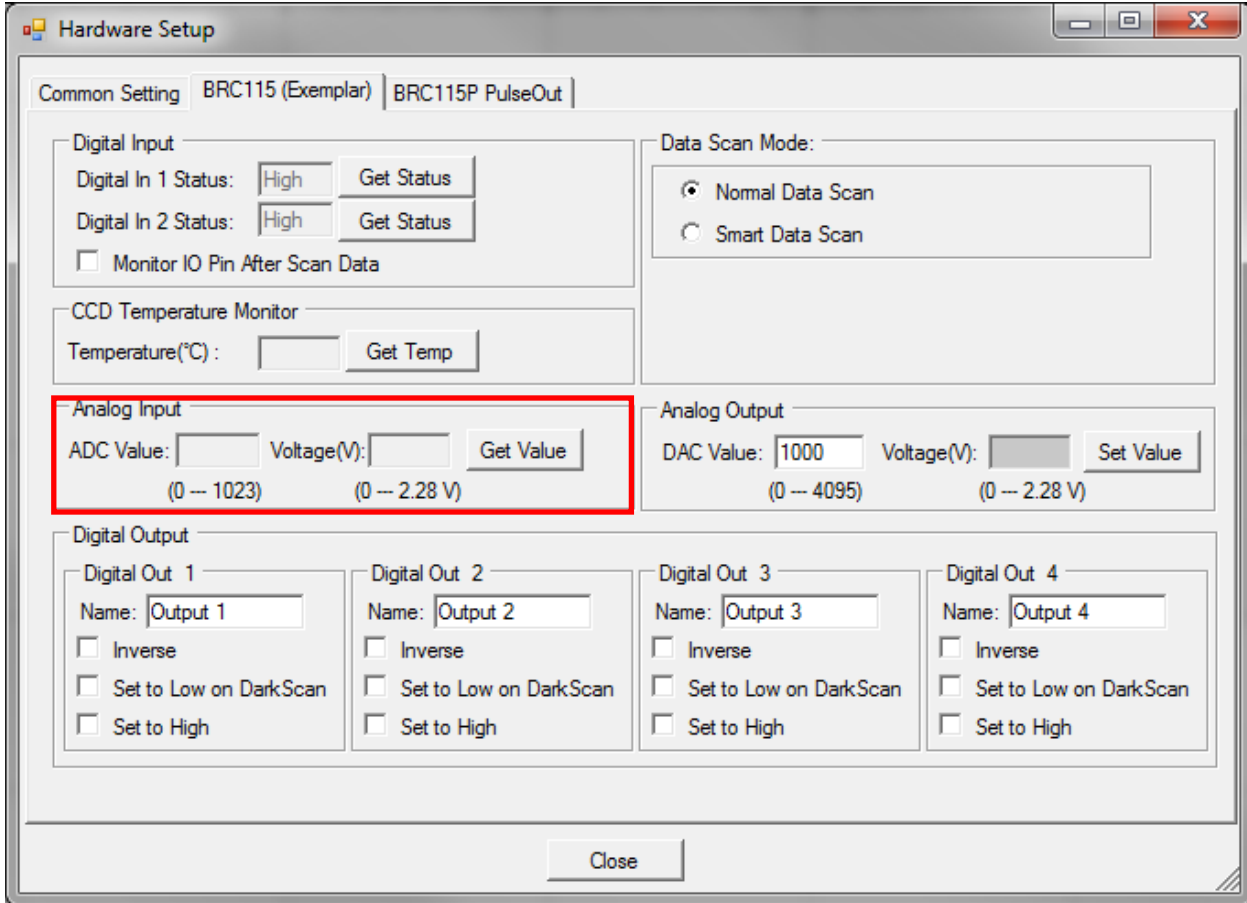 Hardware Setup
Common Setting BRC115 (Exemplar) BRC115P PulseOut
Digital Input
Digital In 1 Status: High Get Status
Digital In 2 Status: High Get Status
Monitor IO Pin After Scan Data
Data Scan Mode:
Normal Data Scan
Smart Data Scan
CCD Temperature Monitor
Temperature(°C) : Get Temp
Analog Input
ADC Value: Voltage(V): Get Value
(0 --- 1023) (0 --- 2.28 V)
Analog Output
DAC Value: 1000 Voltage(V): Set Value
(0 --- 4095) (0 --- 2.28 V)
Digital Output
Digital Out 1
Name: Output 1
Inverse
Set to Low on DarkScan
Set to High
Digital Out 2
Name: Output 2
Inverse
Set to Low on DarkScan
Set to High
Digital Out 3
Name: Output 3
Inverse
Set to Low on DarkScan
Set to High
Digital Out 4
Name: Output 4
Inverse
Set to Low on DarkScan
Set to High
Close